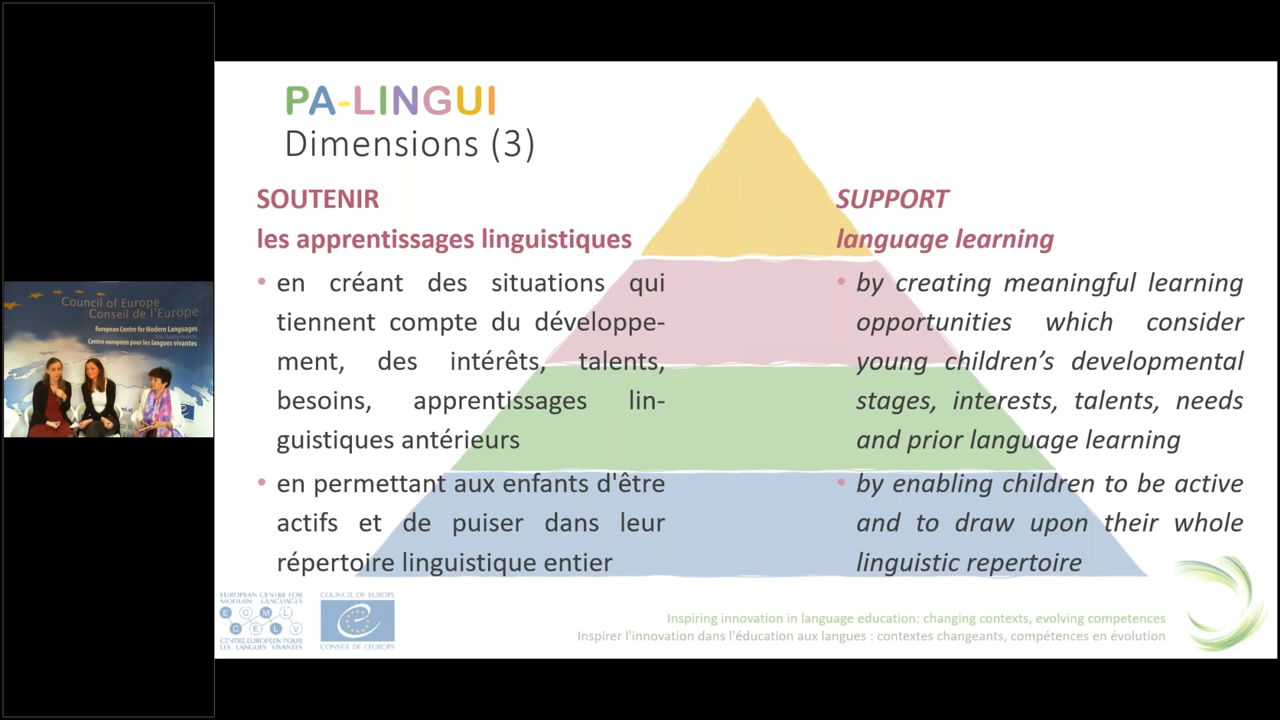 Council of Europe
Conseil de l'Europe
European Centre for Modern Languages
Centre européen pour les langues vivantes
PA-LINGUI
Dimensions (3)
SOUTENIR
les apprentissages linguistiques
• en créant des situations qui
tiennent compte du développe-
ment, des intérêts, talents,
besoins, apprentissages lin-
guistiques antérieurs
• en permettant aux enfants d'être
actifs et de puiser dans leur
répertoire linguistique entier
SUPPORT
language learning
• by creating meaningful learning
opportunities which consider
young children’s developmental
stages, interests, talents, needs
and prior language learning
• by enabling children to be active
and to draw upon their whole
linguistic repertoire
EUROPEAN CENTRE FOR
MODERN LANGUAGES
E C M L
C E L V
CENTRE EUROPEEN POUR
LES LANGUES VIVANTES
COUNCIL OF EUROPE
CONSEIL DE L'EUROPE
Inspiring innovation in language education: changing contexts, evolving competences
Inspirer l'innovation dans l'éducation aux langues : contextes changeants, compétences en évolution